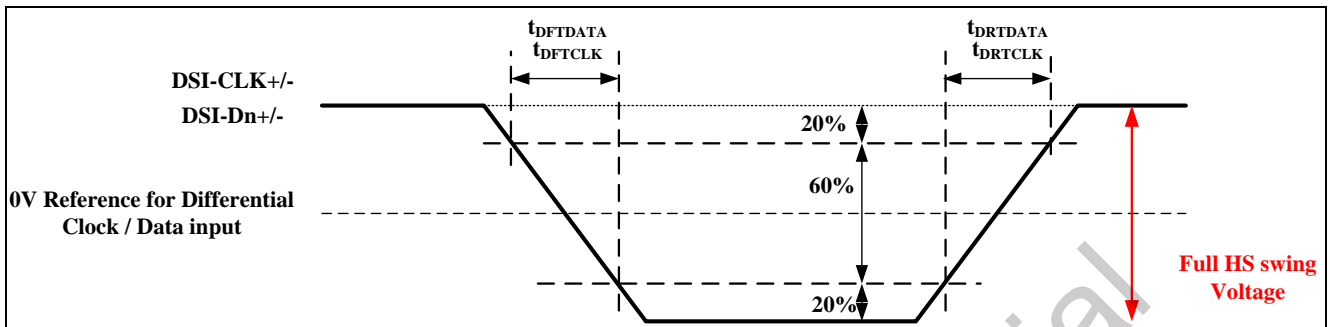 tDFTDATA
tDFTCLK
tDRTDATA
tDRTCLK
DSI-CLK+/-
DSI-Dn+/-
20%
60%
0V Reference for Differential
Clock / Data input
20%
Full HS swing
Voltage
ial